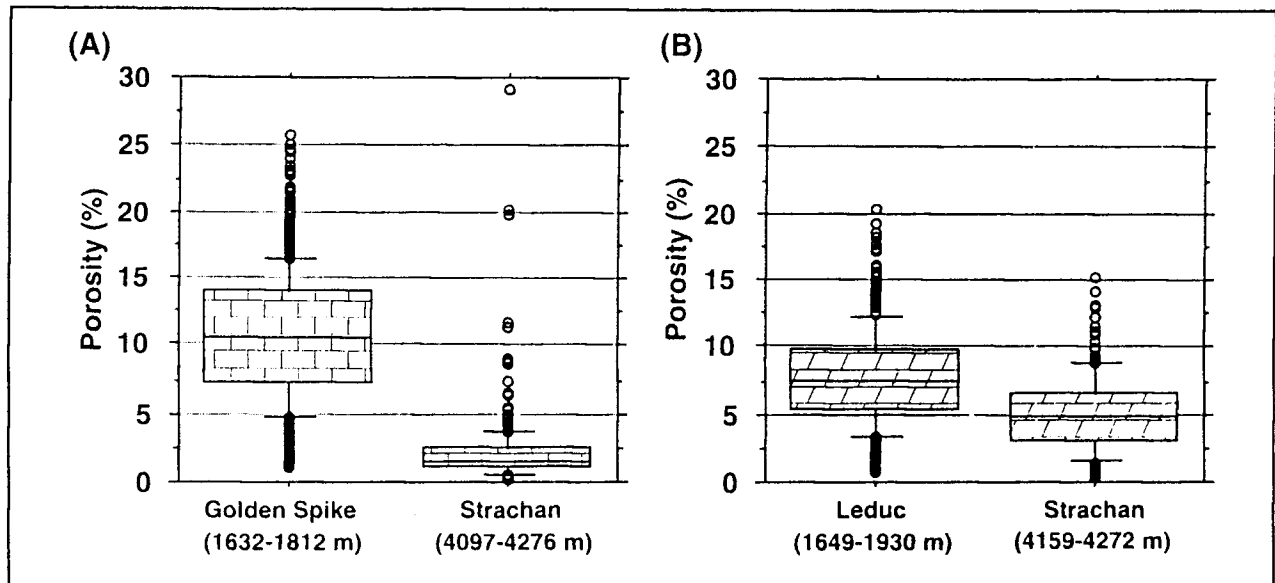 (A)
Porosity (%)
30
25
20
15
10
5
0
Golden Spike
(1632-1812 m)
Strachan
(4097-4276 m)
(B)
Porosity (%)
30
25
20
15
10
5
0
Leduc
(1649-1930 m)
Strachan
(4159-4272 m)